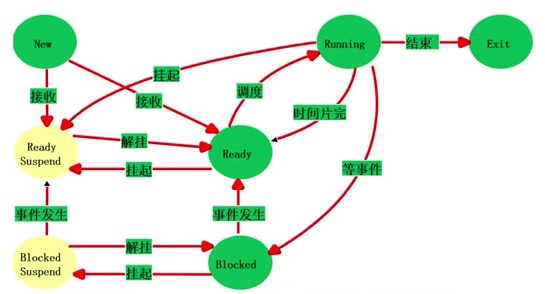 New
Running
结束
Exit
挂起
接收
接收
调度
时间片完
Ready
Suspend
解挂
挂起
Ready
等事件
事件发生
事件发生
Blocked
Suspend
解挂
挂起
Blocked